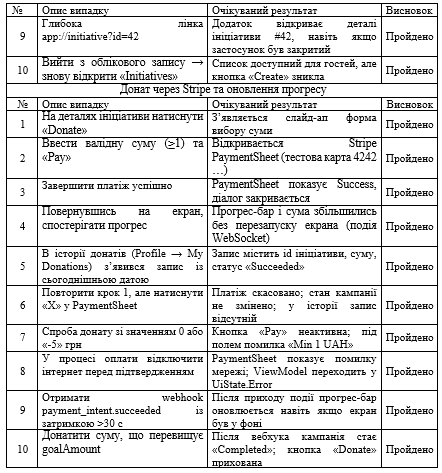 № Опис випадку Очікуваний результат Висновок
9 Глибока лінка Додаток відкриває деталі Пройдено
app://initiative?id=42 ініціативи #42, навіть якщо
застосунок був закритий
10 Вийти з облікового запису → Список доступний для гостей, але Пройдено
знову відкрити «Initiatives» кнопка «Create» зникла
Донат через Stripe та оновлення прогресу
№ Опис випадку Очікуваний результат Висновок
1 На деталях ініціативи натиснути З’являється слайд-ап форма Пройдено
«Donate» вибору суми
2 Ввести валідну суму (≥1) та Відкривається Stripe Пройдено
«Pay» PaymentSheet (тестова карта 4242
…)
3 Завершити платіж успішно PaymentSheet показує Success, Пройдено
діалог закривається
4 Повернувшись на екран, Прогрес-бар і сума збільшились Пройдено
спостерігати прогрес без перезапуску екрана (подія
WebSocket)
5 В історії донатів (Profile → My Запис містить id ініціативи, суму, Пройдено
Donations) з’явився запис із статус «Succeeded»
сьогоднішньою датою
6 Повторити крок 1, але натиснути Платіж скасовано; стан кампанії Пройдено
«X» у PaymentSheet не змінено; у історії запис
відсутній
7 Спроба донату зі значенням 0 або Кнопка «Pay» неактивна; під Пройдено
«-5» грн полем помилка «Min 1 UAH»
8 У процесі оплати відключити PaymentSheet показує помилку Пройдено
інтернет перед підтвердженням мережі; ViewModel переходить у
UiState.Error
9 Отримати webhook Після приходу події прогрес-бар Пройдено
payment_intent.succeeded із оновлюється навіть якщо екран
затримкою >30 с був у фоні
10 Донатити суму, що перевищує Після вебхука кампанія стає Пройдено
goalAmount «Completed»; кнопка «Donate»
прихована